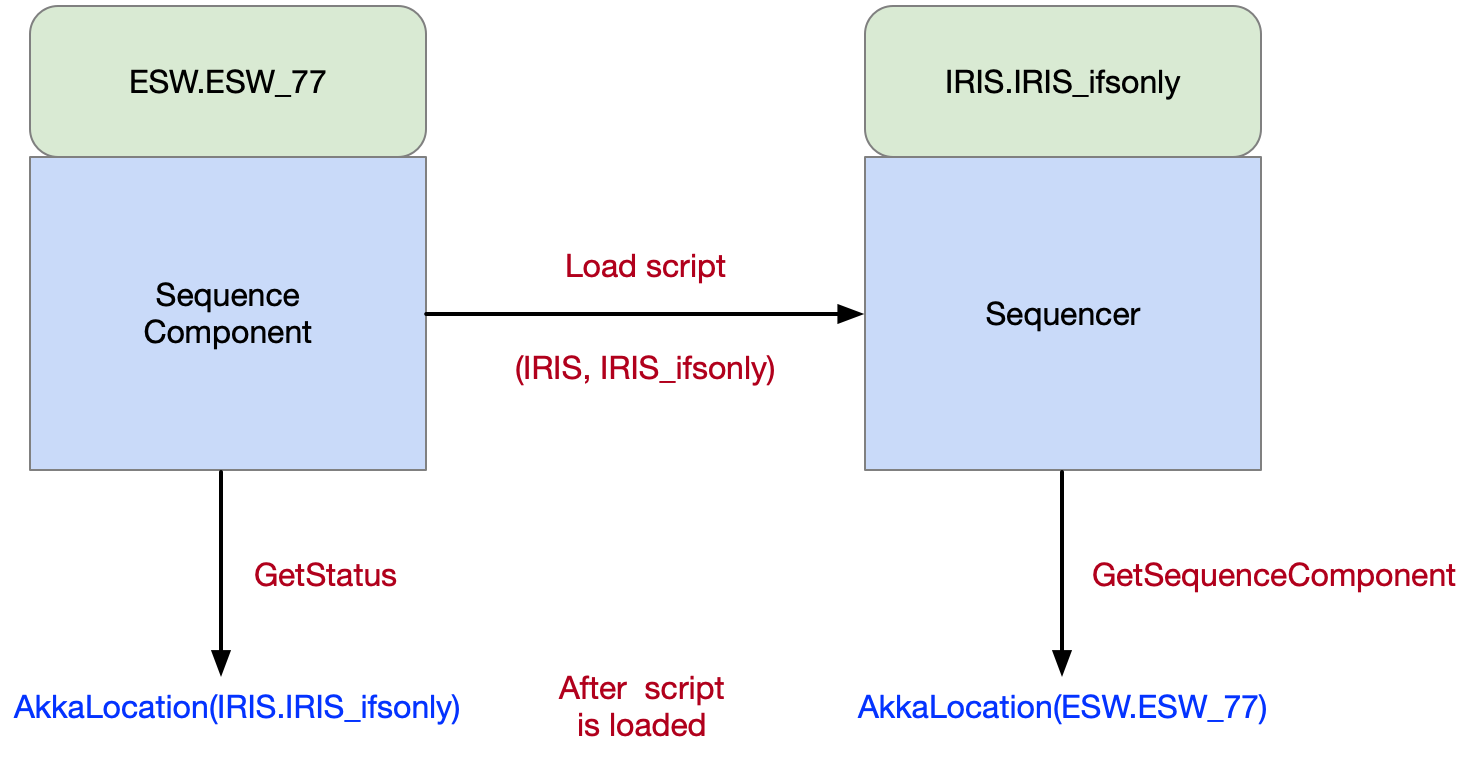 ESW.ESW_77
IRIS.IRIS_ifsonly
Sequence
Component
Load script
(IRIS, IRIS_ifsonly)
Sequencer
GetStatus
GetSequenceComponent
AkkaLocation(IRIS.IRIS_ifsonly)
After script
is loaded
AkkaLocation(ESW.ESW_77)